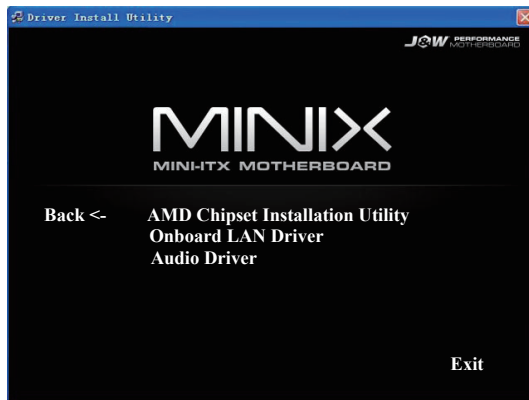 Driver Install Utility
J&W PERFORMANCE MOTHERBOARD
MINIX
MINI-ITX MOTHERBOARD
Back <- AMD Chipset Installation Utility
Onboard LAN Driver
Audio Driver
Exit